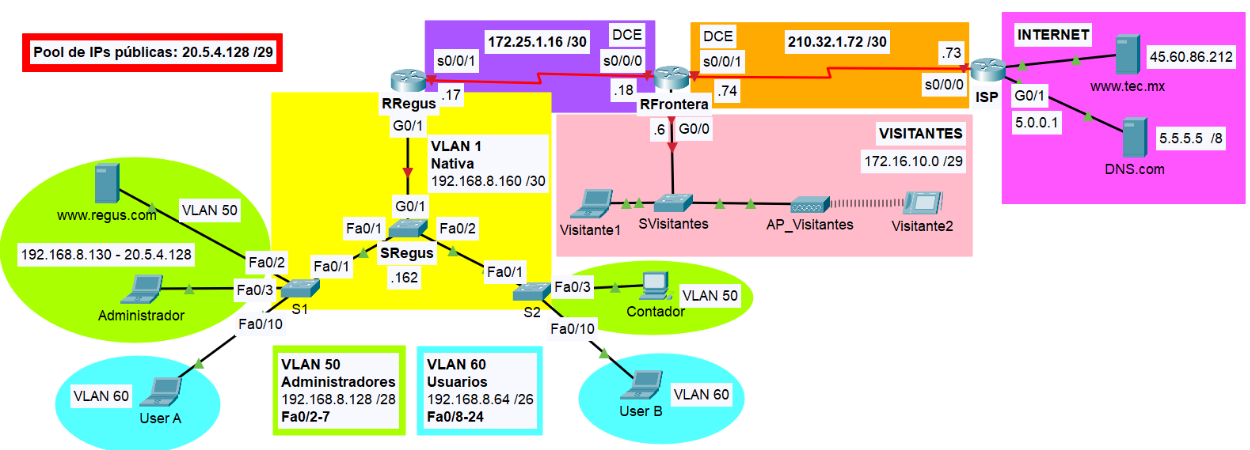 Pool de IPs públicas: 20.5.4.128 /29
172.25.1.16 /30
DCE
s0/0/1
s0/0/0
.17
.18
RRegus
G0/1
DCE
s0/0/1
210.32.1.72 /30
.73
.74
s0/0/0
RFrontera
.6
G0/0
ISP
INTERNET
45.60.86.212
www.tec.mx
G0/1
5.0.0.1
5.5.5.5 /8
DNS.com
VISITANTES
172.16.10.0 /29
Visitante1
SVisitantes
AP_Visitantes
Visitante2
VLAN 1
Nativa
192.168.8.160 /30
G0/1
Fa0/1
Fa0/2
SRegus
.162
Fa0/1
Fa0/1
www.regus.com
VLAN 50
192.168.8.130 - 20.5.4.128
Fa0/2
Fa0/3
Administrador
S1
Fa0/10
S2
Fa0/3
Contador
VLAN 50
Fa0/10
VLAN 60
User A
VLAN 50
Administradores
192.168.8.128 /28
Fa0/2-7
VLAN 60
Usuarios
192.168.8.64 /26
Fa0/8-24
User B
VLAN 60